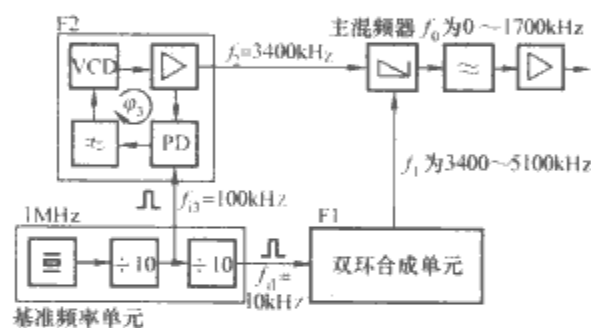 F2
主混频器 f₀为0～1700kHz
VCD
f₂=3400kHz
φ₃
PD
f₁为3400～5100kHz
fᵢ₃=100kHz
1MHz
F1
÷10
÷10
fᵢ₁=
10kHz
双环合成单元
基准频率单元